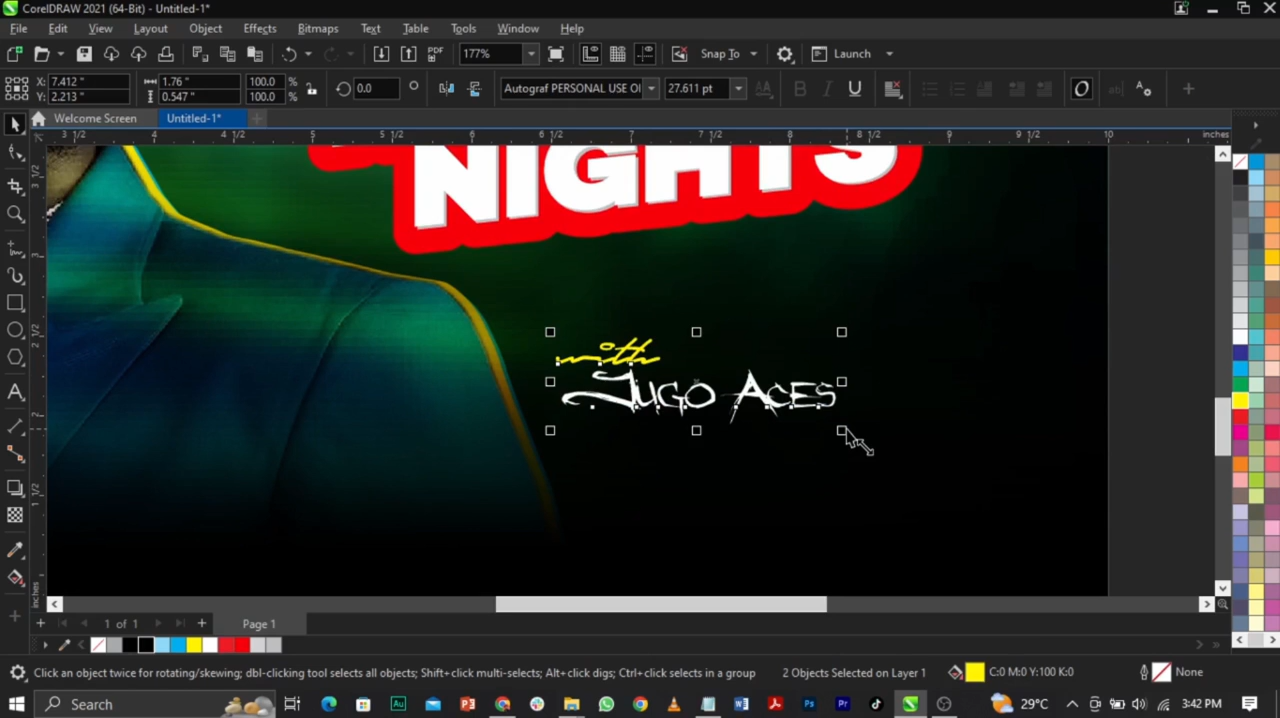 CorelDRAW 2021 (64-Bit) - Untitled-1*
File Edit View Layout Object Effects Bitmaps Text Table Tools Window Help
PDF 177% Snap To Launch
X: 7.412 " 1.76 " 100.0 % 0.0 Autograf PERSONAL USE Ol 27.611 pt
Y: 2.213 " 0.547 " 100.0 %
Welcome Screen Untitled-1*
3 1/2 4 4 1/2 5 5 1/2 6 6 1/2 7 7 1/2 8 8 1/2 9 9 1/2 10 inches
NIGHTS
with
Jugo Aces
inches
1 of 1 Page 1
Click an object twice for rotating/skewing; dbl-clicking tool selects all objects; Shift+click multi-selects; Alt+click digs; Ctrl+click selects in a group 2 Objects Selected on Layer 1 C:0 M:0 Y:100 K:0 None
Search 29°C 3:42 PM